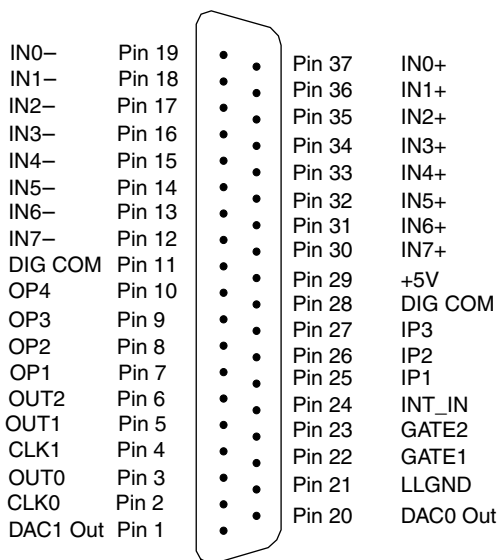 IN0– Pin 19
IN1– Pin 18
IN2– Pin 17
IN3– Pin 16
IN4– Pin 15
IN5– Pin 14
IN6– Pin 13
IN7– Pin 12
DIG COM Pin 11
OP4 Pin 10
OP3 Pin 9
OP2 Pin 8
OP1 Pin 7
OUT2 Pin 6
OUT1 Pin 5
CLK1 Pin 4
OUT0 Pin 3
CLK0 Pin 2
DAC1 Out Pin 1
Pin 37 IN0+
Pin 36 IN1+
Pin 35 IN2+
Pin 34 IN3+
Pin 33 IN4+
Pin 32 IN5+
Pin 31 IN6+
Pin 30 IN7+
Pin 29 +5V
Pin 28 DIG COM
Pin 27 IP3
Pin 26 IP2
Pin 25 IP1
Pin 24 INT_IN
Pin 23 GATE2
Pin 22 GATE1
Pin 21 LLGND
Pin 20 DAC0 Out